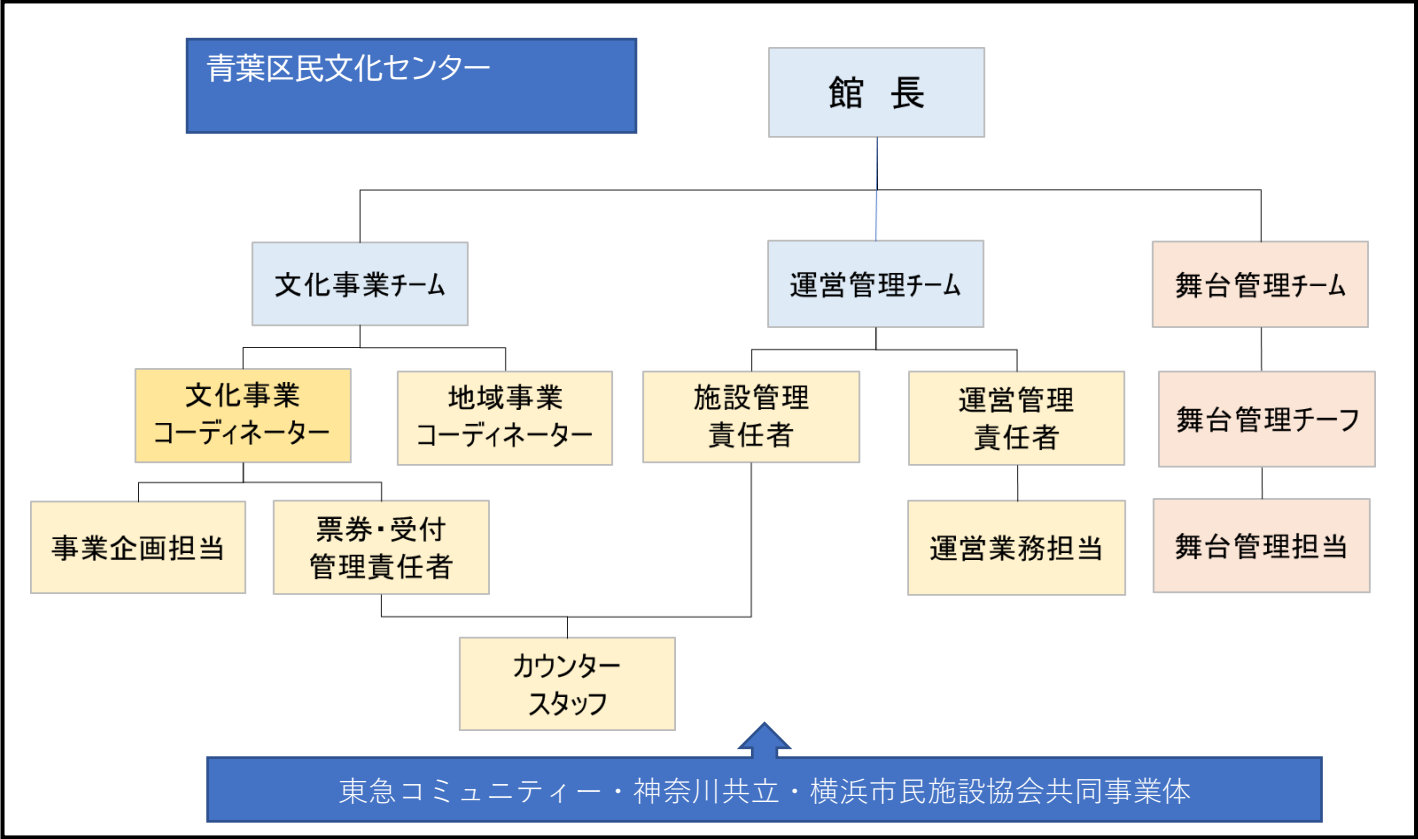 青葉区民文化センター
館 長
文化事業ﾁｰﾑ
運営管理ﾁｰﾑ
舞台管理ﾁｰﾑ
文化事業
コーディネーター
地域事業
コーディネーター
施設管理
責任者
運営管理
責任者
舞台管理チーフ
事業企画担当
票券・受付
管理責任者
運営業務担当
舞台管理担当
カウンター
スタッフ
東急コミュニティー・神奈川共立・横浜市民施設協会共同事業体